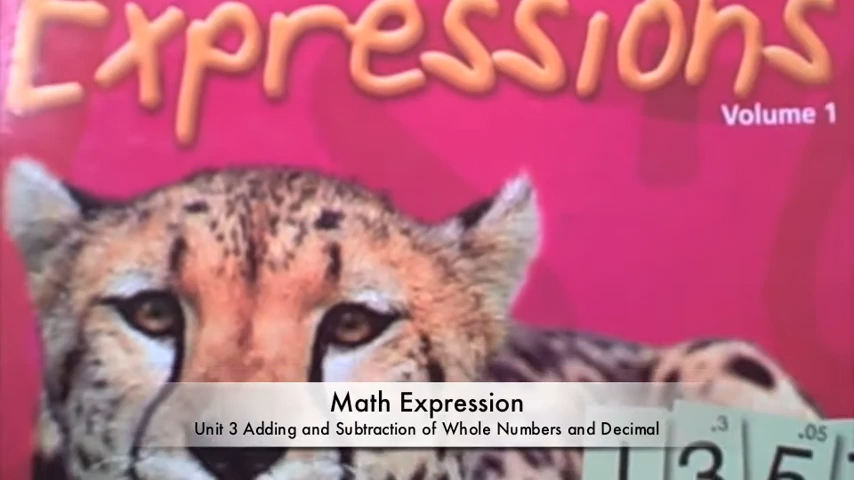 Expressions
Volume 1
Math Expression
Unit 3 Adding and Subtraction of Whole Numbers and Decimal
.3 .05
1 3 5